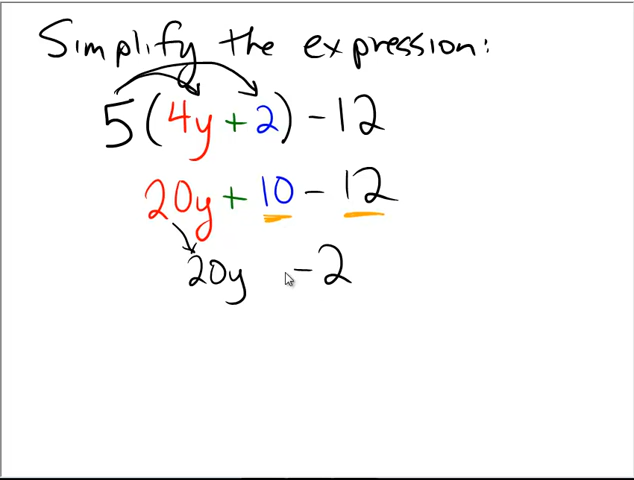 Simplify the expression:
5(4y + 2) - 12
20y + 10 - 12
20y - 2